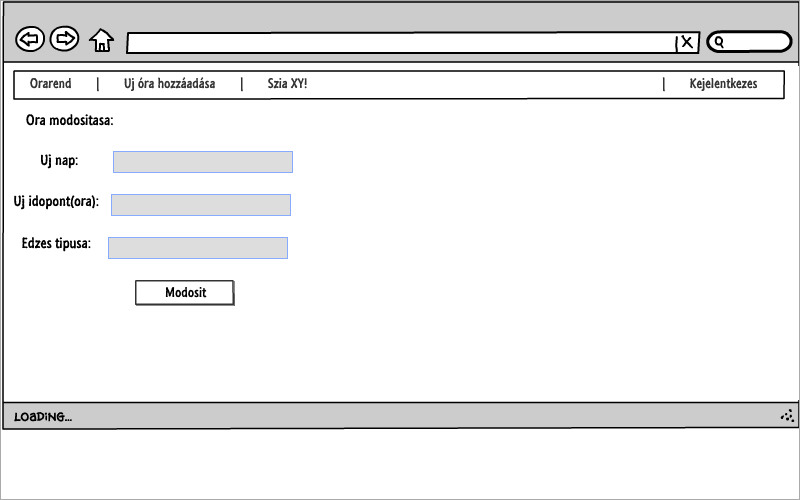 Orarend | Uj óra hozzáadása | Szia XY! | Kejelentkezes
Ora modositasa:
Uj nap:
Uj idopont(ora):
Edzes tipusa:
Modosit
LOADING...